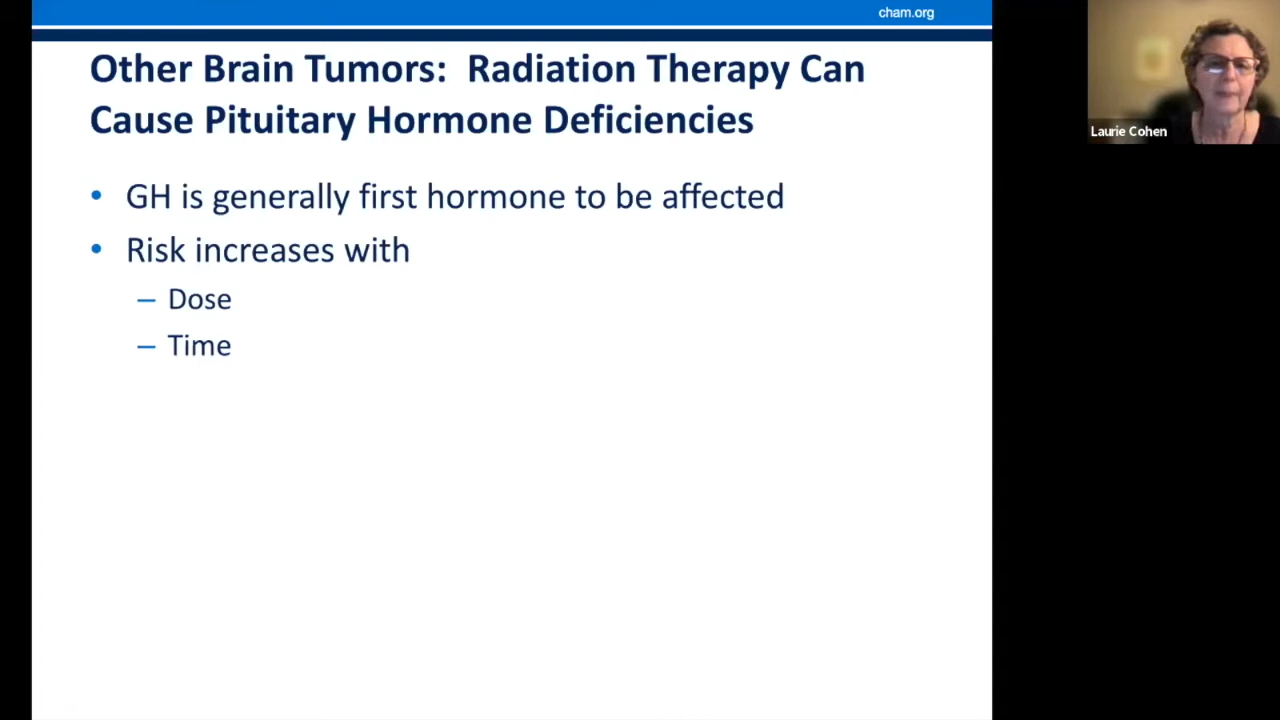 cham.org
Other Brain Tumors:  Radiation Therapy Can
Cause Pituitary Hormone Deficiencies
• GH is generally first hormone to be affected
• Risk increases with
– Dose
– Time
Laurie Cohen